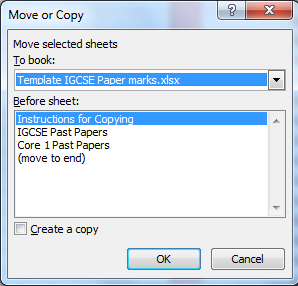 Move or Copy
Move selected sheets
To book:
Template IGCSE Paper marks.xlsx
Before sheet:
Instructions for Copying
IGCSE Past Papers
Core 1 Past Papers
(move to end)
Create a copy
OK Cancel